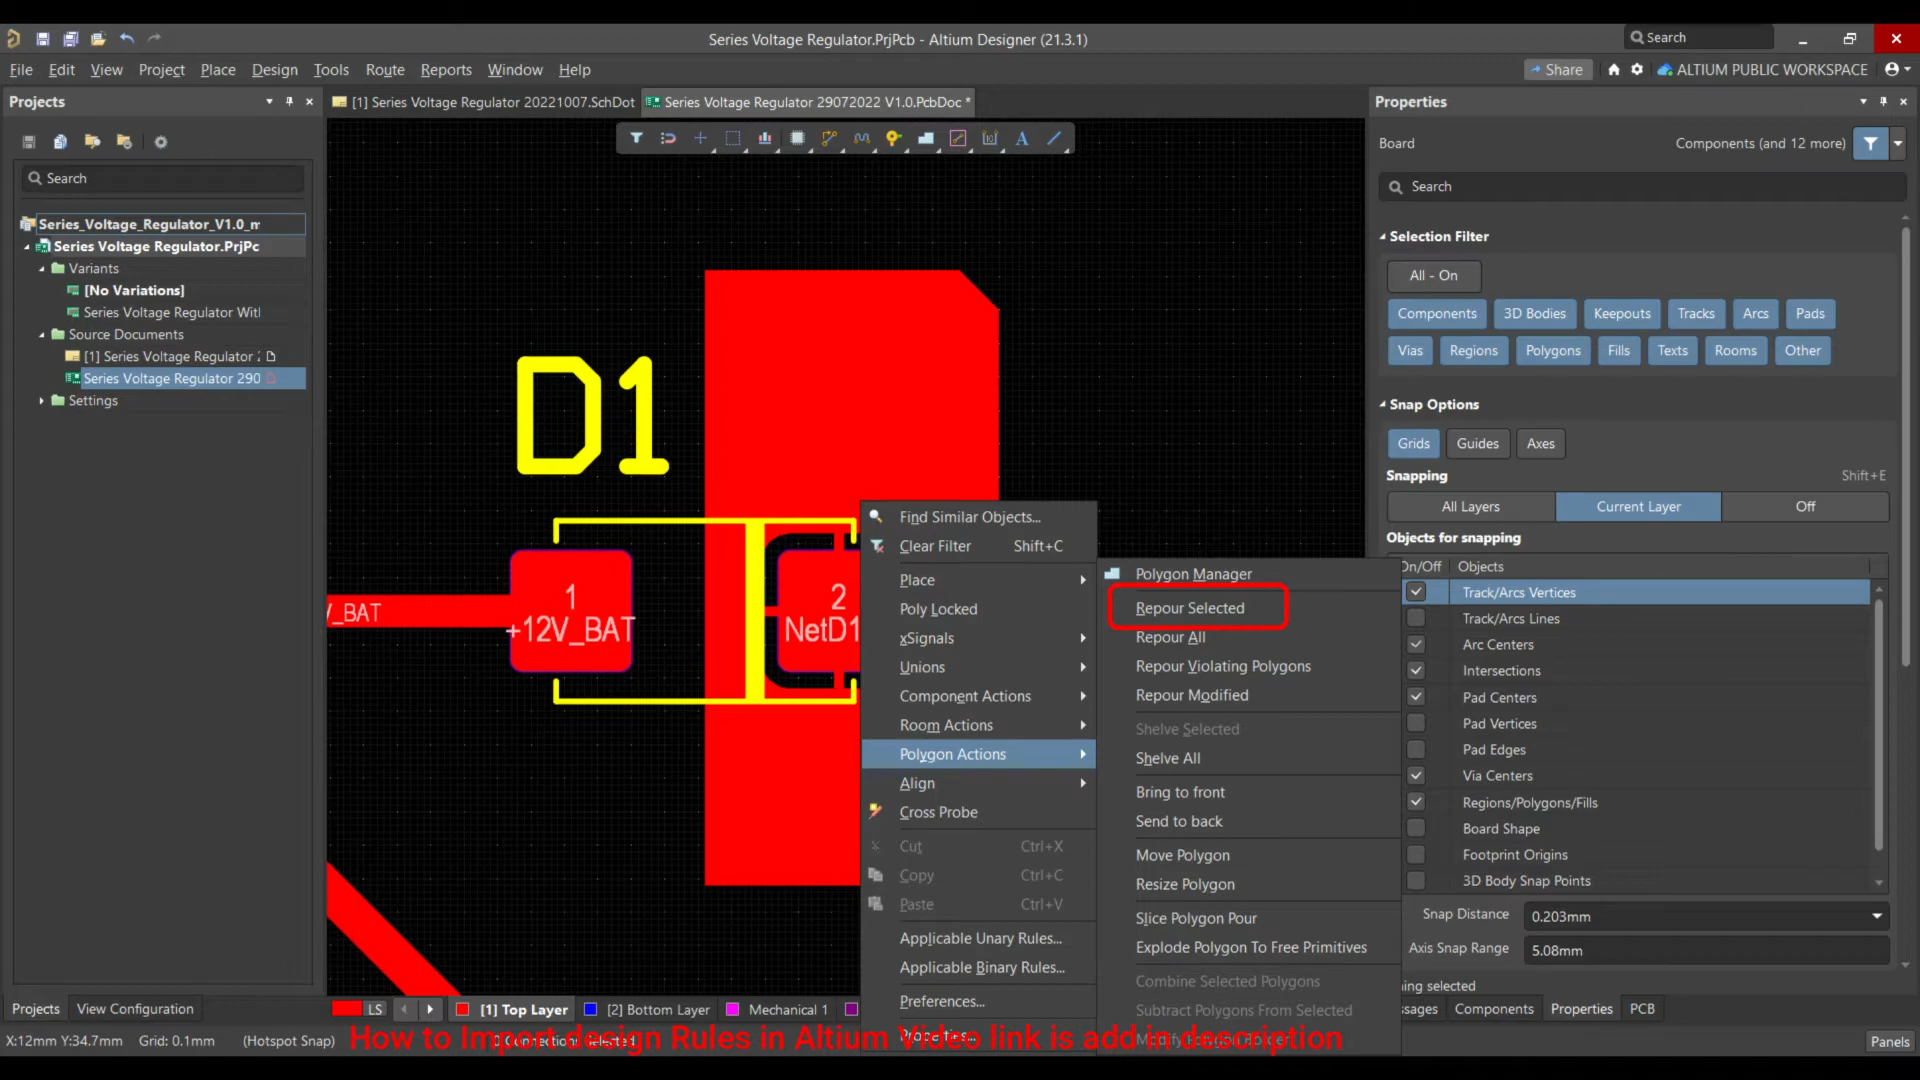 Series Voltage Regulator.PrjPcb - Altium Designer (21.3.1)
Search
File Edit View Project Place Design Tools Route Reports Window Help
Share
ALTIUM PUBLIC WORKSPACE
Projects
[1] Series Voltage Regulator 20221007.SchDot
Series Voltage Regulator 29072022 V1.0.PcbDoc *
Properties
Board
Components (and 12 more)
Search
Search
Series_Voltage_Regulator_V1.0_m
Series Voltage Regulator.PrjPc
Variants
[No Variations]
Series Voltage Regulator Witl
Source Documents
[1] Series Voltage Regulator 2
Series Voltage Regulator 290
Settings
D1
1
+12V_BAT
2
NetD1
V_BAT
Find Similar Objects...
Clear Filter Shift+C
Place
Poly Locked
xSignals
Unions
Component Actions
Room Actions
Polygon Actions
Align
Cross Probe
Cut Ctrl+X
Copy Ctrl+C
Paste Ctrl+V
Applicable Unary Rules...
Applicable Binary Rules...
Preferences...
Properties...
Polygon Manager
Repour Selected
Repour All
Repour Violating Polygons
Repour Modified
Shelve Selected
Shelve All
Bring to front
Send to back
Move Polygon
Resize Polygon
Slice Polygon Pour
Explode Polygon To Free Primitives
Combine Selected Polygons
Subtract Polygons From Selected
Modify Polygon Border
Selection Filter
All - On
Components 3D Bodies Keepouts Tracks Arcs Pads
Vias Regions Polygons Fills Texts Rooms Other
Snap Options
Grids Guides Axes
Snapping Shift+E
All Layers Current Layer Off
Objects for snapping
On/Off Objects
Track/Arcs Vertices
Track/Arcs Lines
Arc Centers
Intersections
Pad Centers
Pad Vertices
Pad Edges
Via Centers
Regions/Polygons/Fills
Board Shape
Footprint Origins
3D Body Snap Points
Snap Distance 0.203mm
Axis Snap Range 5.08mm
hing selected
ssages Components Properties PCB
Projects View Configuration
LS [1] Top Layer [2] Bottom Layer Mechanical 1
X:12mm Y:34.7mm Grid: 0.1mm (Hotspot Snap)
0 Connections Selected
How to Import design Rules in Altium Video link is add in description
Panels